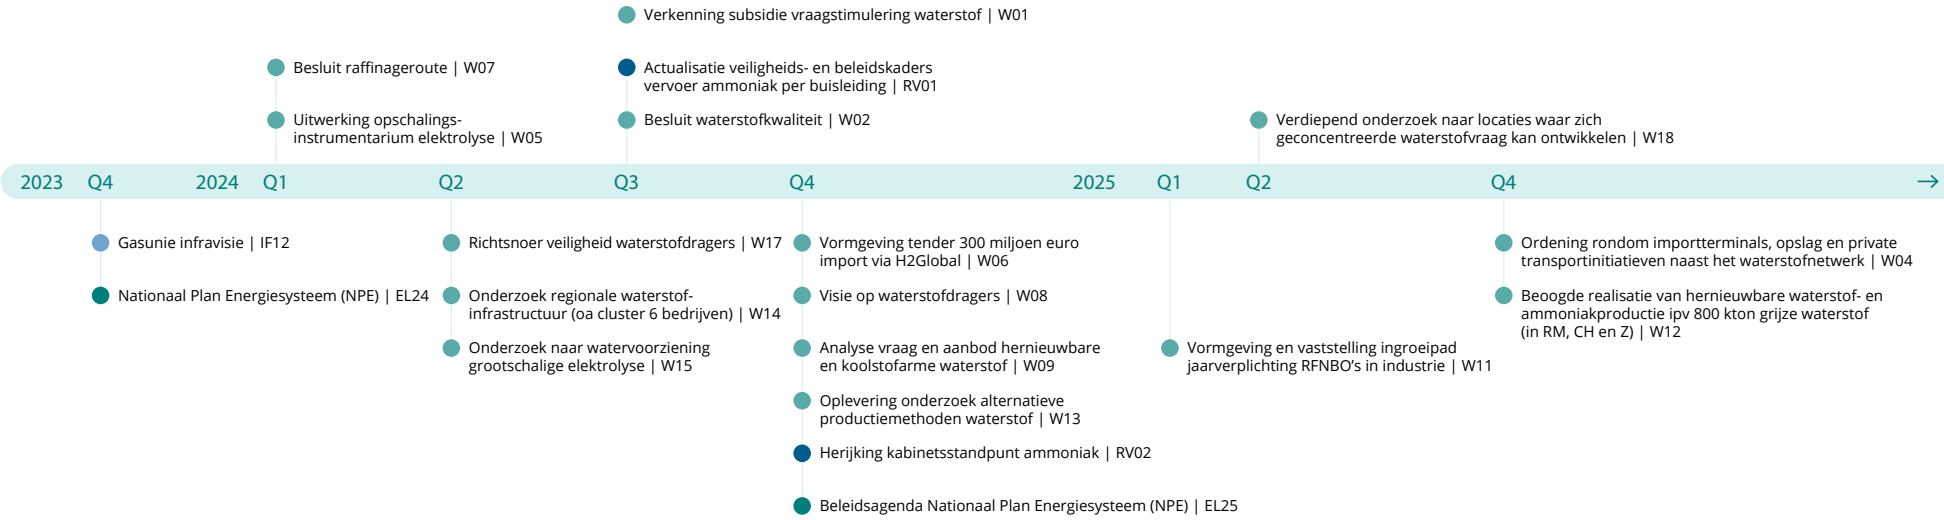 Verkenning subsidie vraagstimulering waterstof | W01
Besluit raffinageroute | W07
Actualisatie veiligheids- en beleidskaders
vervoer ammoniak per buisleiding | RV01
Uitwerking opschalings-
instrumentarium elektrolyse | W05
Besluit waterstofkwaliteit | W02
Verdiepend onderzoek naar locaties waar zich
geconcentreerde waterstofvraag kan ontwikkelen | W18
2023 Q4 2024 Q1 Q2 Q3 Q4 2025 Q1 Q2 Q4 →
Gasunie infravisie | IF12
Nationaal Plan Energiesysteem (NPE) | EL24
Richtsnoer veiligheid waterstofdragers | W17
Onderzoek regionale waterstof-
infrastructuur (oa cluster 6 bedrijven) | W14
Onderzoek naar watervoorziening
grootschalige elektrolyse | W15
Vormgeving tender 300 miljoen euro
import via H2Global | W06
Visie op waterstofdragers | W08
Analyse vraag en aanbod hernieuwbare
en koolstofarme waterstof | W09
Oplevering onderzoek alternatieve
productiemethoden waterstof | W13
Herijking kabinetsstandpunt ammoniak | RV02
Beleidsagenda Nationaal Plan Energiesysteem (NPE) | EL25
Vormgeving en vaststelling ingroeipad
jaarverplichting RFNBO’s in industrie | W11
Ordening rondom importterminals, opslag en private
transportinitiatieven naast het waterstofnetwerk | W04
Beoogde realisatie van hernieuwbare waterstof- en
ammoniakproductie ipv 800 kton grijze waterstof
(in RM, CH en Z) | W12